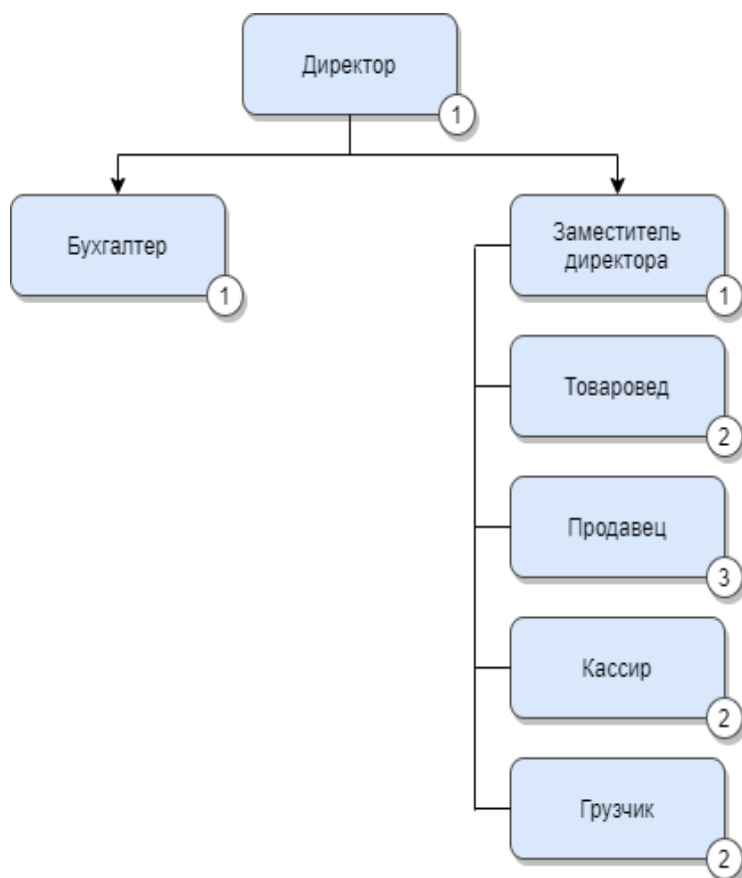 Директор
1
Бухгалтер
1
Заместитель
директора
1
Товаровед
2
Продавец
3
Кассир
2
Грузчик
2